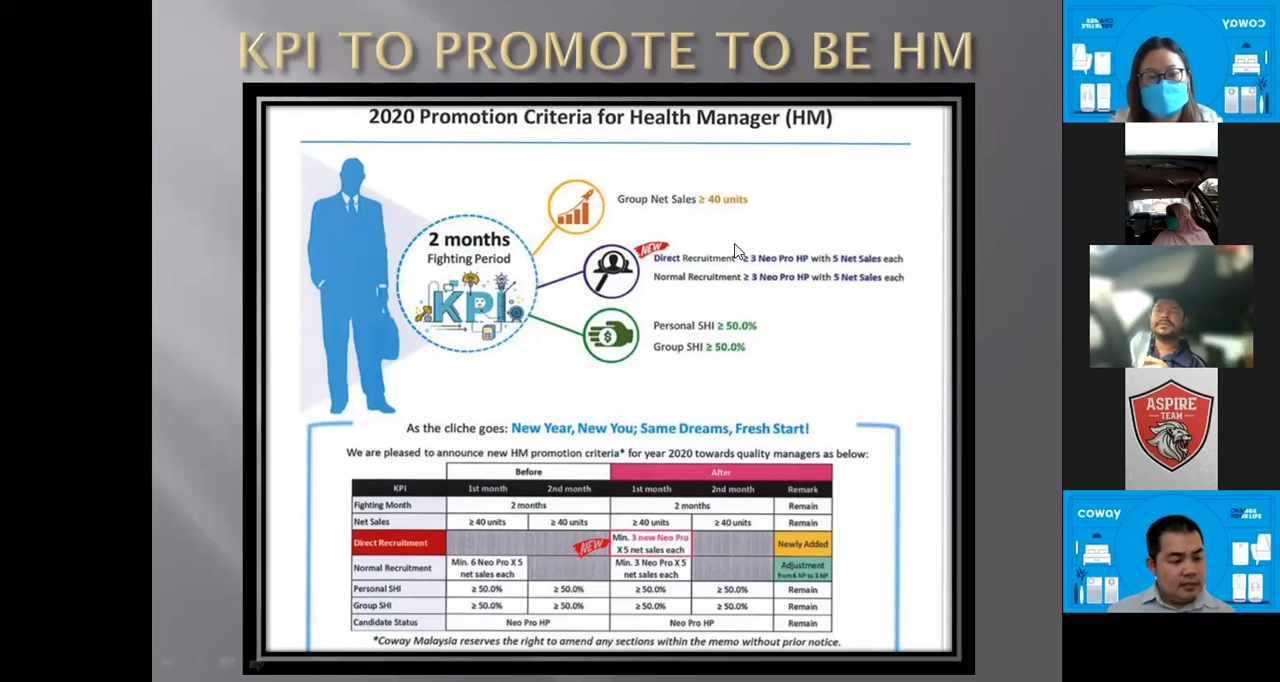 KPI TO PROMOTE TO BE HM
2020 Promotion Criteria for Health Manager (HM)
Group Net Sales ≥ 40 units
2 months
Fighting Period
KPI
NEW
Direct Recruitment ≥ 3 Neo Pro HP with 5 Net Sales each
Normal Recruitment ≥ 3 Neo Pro HP with 5 Net Sales each
Personal SHI ≥ 50.0%
Group SHI ≥ 50.0%
As the cliche goes: New Year, New You; Same Dreams, Fresh Start!
We are pleased to announce new HM promotion criteria* for year 2020 towards quality managers as below:
Before After
KPI 1st month 2nd month 1st month 2nd month Remark
Fighting Month 2 months 2 months Remain
Net Sales ≥ 40 units ≥ 40 units ≥ 40 units ≥ 40 units Remain
Direct Recruitment NEW Min. 3 new Neo Pro X 5 net sales each Newly Added
Normal Recruitment Min. 6 Neo Pro X 5 net sales each Min. 3 Neo Pro X 5 net sales each Adjustment from 6 NP to 3 NP
Personal SHI ≥ 50.0% ≥ 50.0% ≥ 50.0% ≥ 50.0% Remain
Group SHI ≥ 50.0% ≥ 50.0% ≥ 50.0% ≥ 50.0% Remain
Candidate Status Neo Pro HP Neo Pro HP Remain
*Coway Malaysia reserves the right to amend any sections within the memo without prior notice.
CHANGE
YOUR LIFE
coway
ASPIRE
TEAM
coway
CHANGE
YOUR LIFE